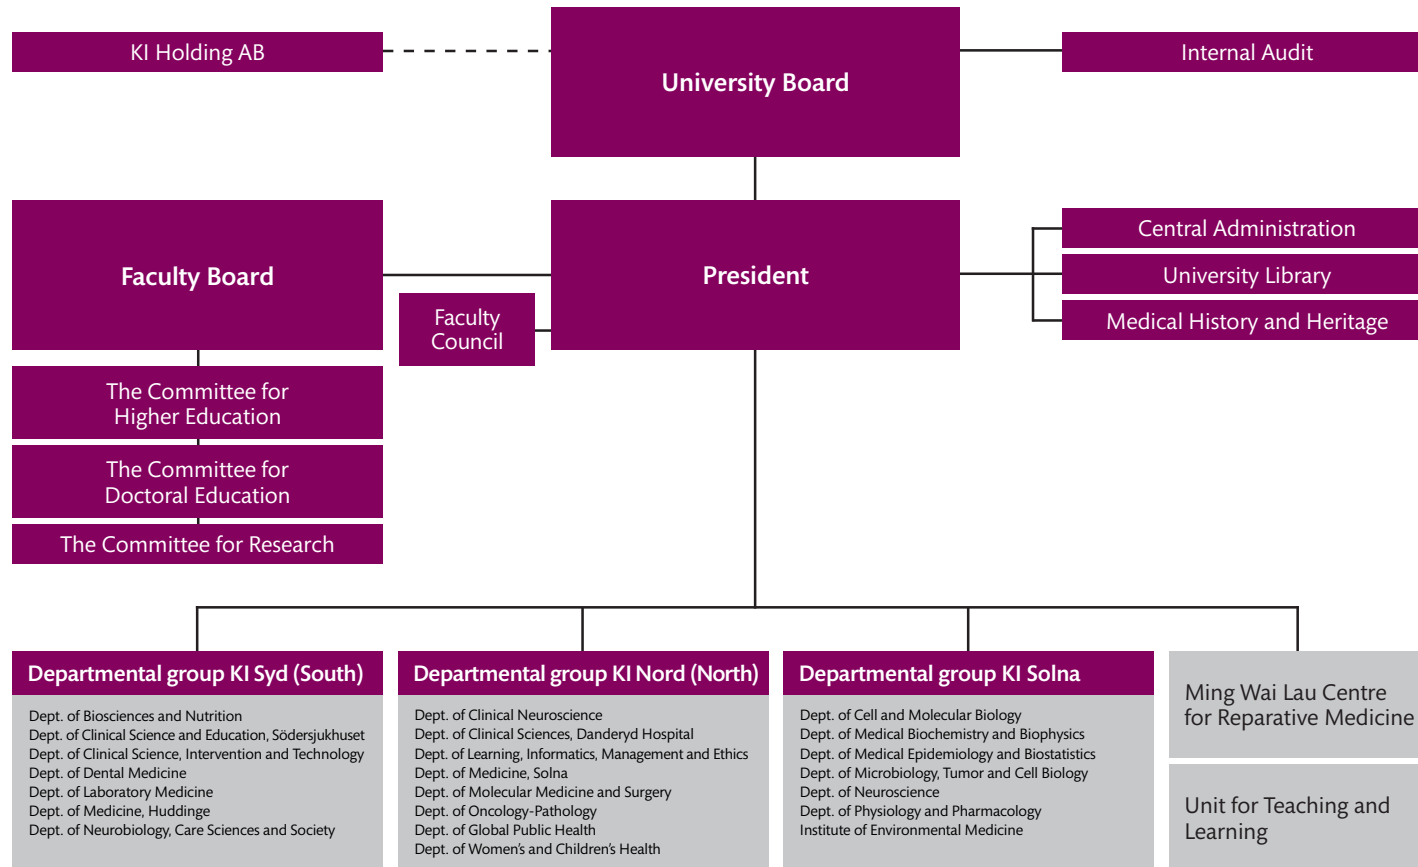 KI Holding AB
University Board
Internal Audit
Faculty Board
President
Faculty
Council
Central Administration
University Library
Medical History and Heritage
The Committee for
Higher Education
The Committee for
Doctoral Education
The Committee for Research
Departmental group KI Syd (South)
Dept. of Biosciences and Nutrition
Dept. of Clinical Science and Education, Södersjukhuset
Dept. of Clinical Science, Intervention and Technology
Dept. of Dental Medicine
Dept. of Laboratory Medicine
Dept. of Medicine, Huddinge
Dept. of Neurobiology, Care Sciences and Society
Departmental group KI Nord (North)
Dept. of Clinical Neuroscience
Dept. of Clinical Sciences, Danderyd Hospital
Dept. of Learning, Informatics, Management and Ethics
Dept. of Medicine, Solna
Dept. of Molecular Medicine and Surgery
Dept. of Oncology-Pathology
Dept. of Global Public Health
Dept. of Women's and Children's Health
Departmental group KI Solna
Dept. of Cell and Molecular Biology
Dept. of Medical Biochemistry and Biophysics
Dept. of Medical Epidemiology and Biostatistics
Dept. of Microbiology, Tumor and Cell Biology
Dept. of Neuroscience
Dept. of Physiology and Pharmacology
Institute of Environmental Medicine
Ming Wai Lau Centre
for Reparative Medicine
Unit for Teaching and
Learning